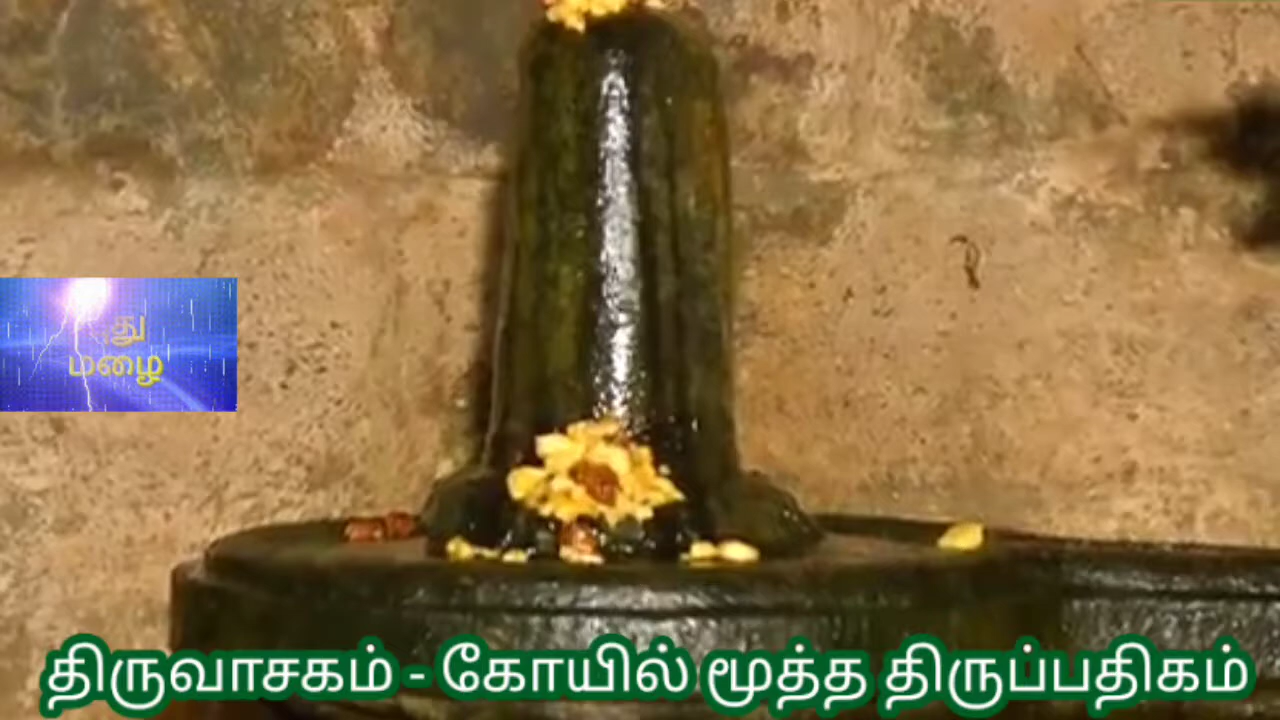 மழை
திருவாசகம் - கோயில் மூத்த திருப்பதிகம்